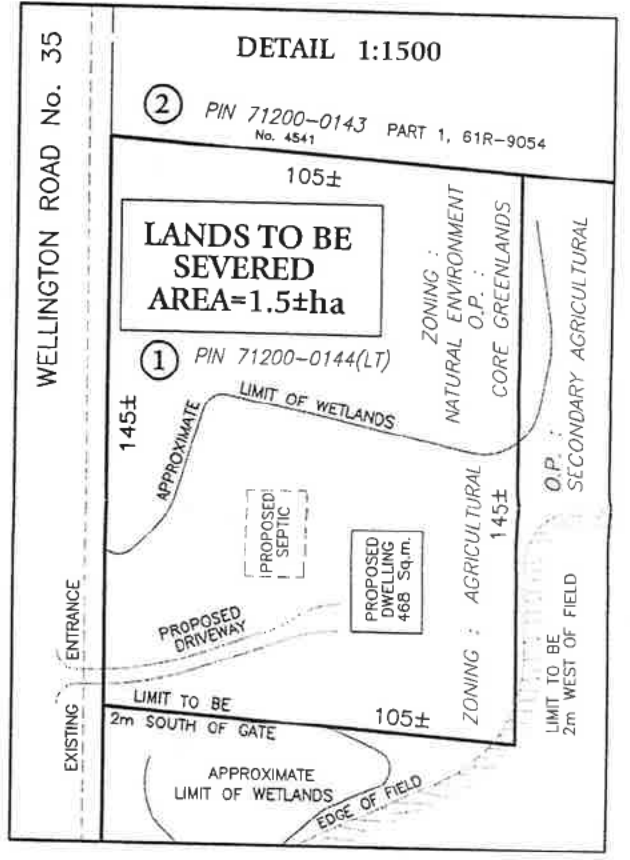 DETAIL 1:1500
WELLINGTON ROAD No. 35
2 PIN 71200-0143 PART 1, 61R-9054
No. 4541
105±
LANDS TO BE
SEVERED
AREA=1.5±ha
ZONING :
NATURAL ENVIRONMENT
O.P. :
CORE GREENLANDS
O.P. :
SECONDARY AGRICULTURAL
1 PIN 71200-0144(LT)
145±
APPROXIMATE
LIMIT OF WETLANDS
PROPOSED
SEPTIC
PROPOSED
DWELLING
468 Sq.m.
ZONING : AGRICULTURAL
145±
PROPOSED
DRIVEWAY
EXISTING ENTRANCE
LIMIT TO BE
2m WEST OF FIELD
LIMIT TO BE
2m SOUTH OF GATE
105±
APPROXIMATE
LIMIT OF WETLANDS
EDGE OF FIELD